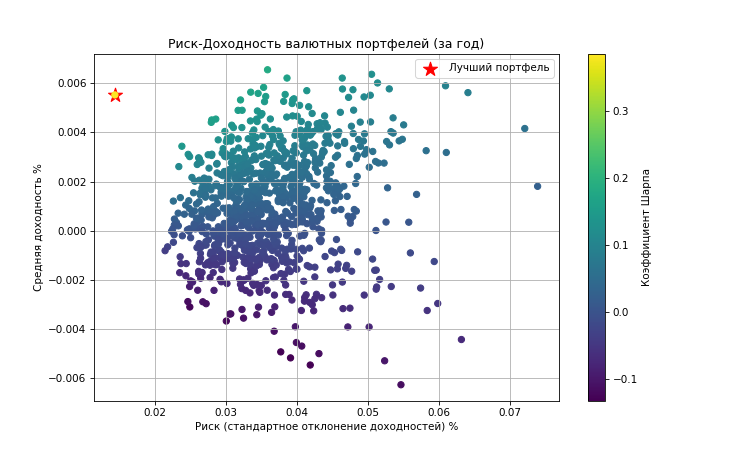 Риск-Доходность валютных портфелей (за год)
Лучший портфель
0.006
0.004
0.002
0.000
−0.002
−0.004
−0.006
Средняя доходность %
0.02 0.03 0.04 0.05 0.06 0.07
Риск (стандартное отклонение доходностей) %
0.3
0.2
0.1
0.0
−0.1
Коэффициент Шарпа